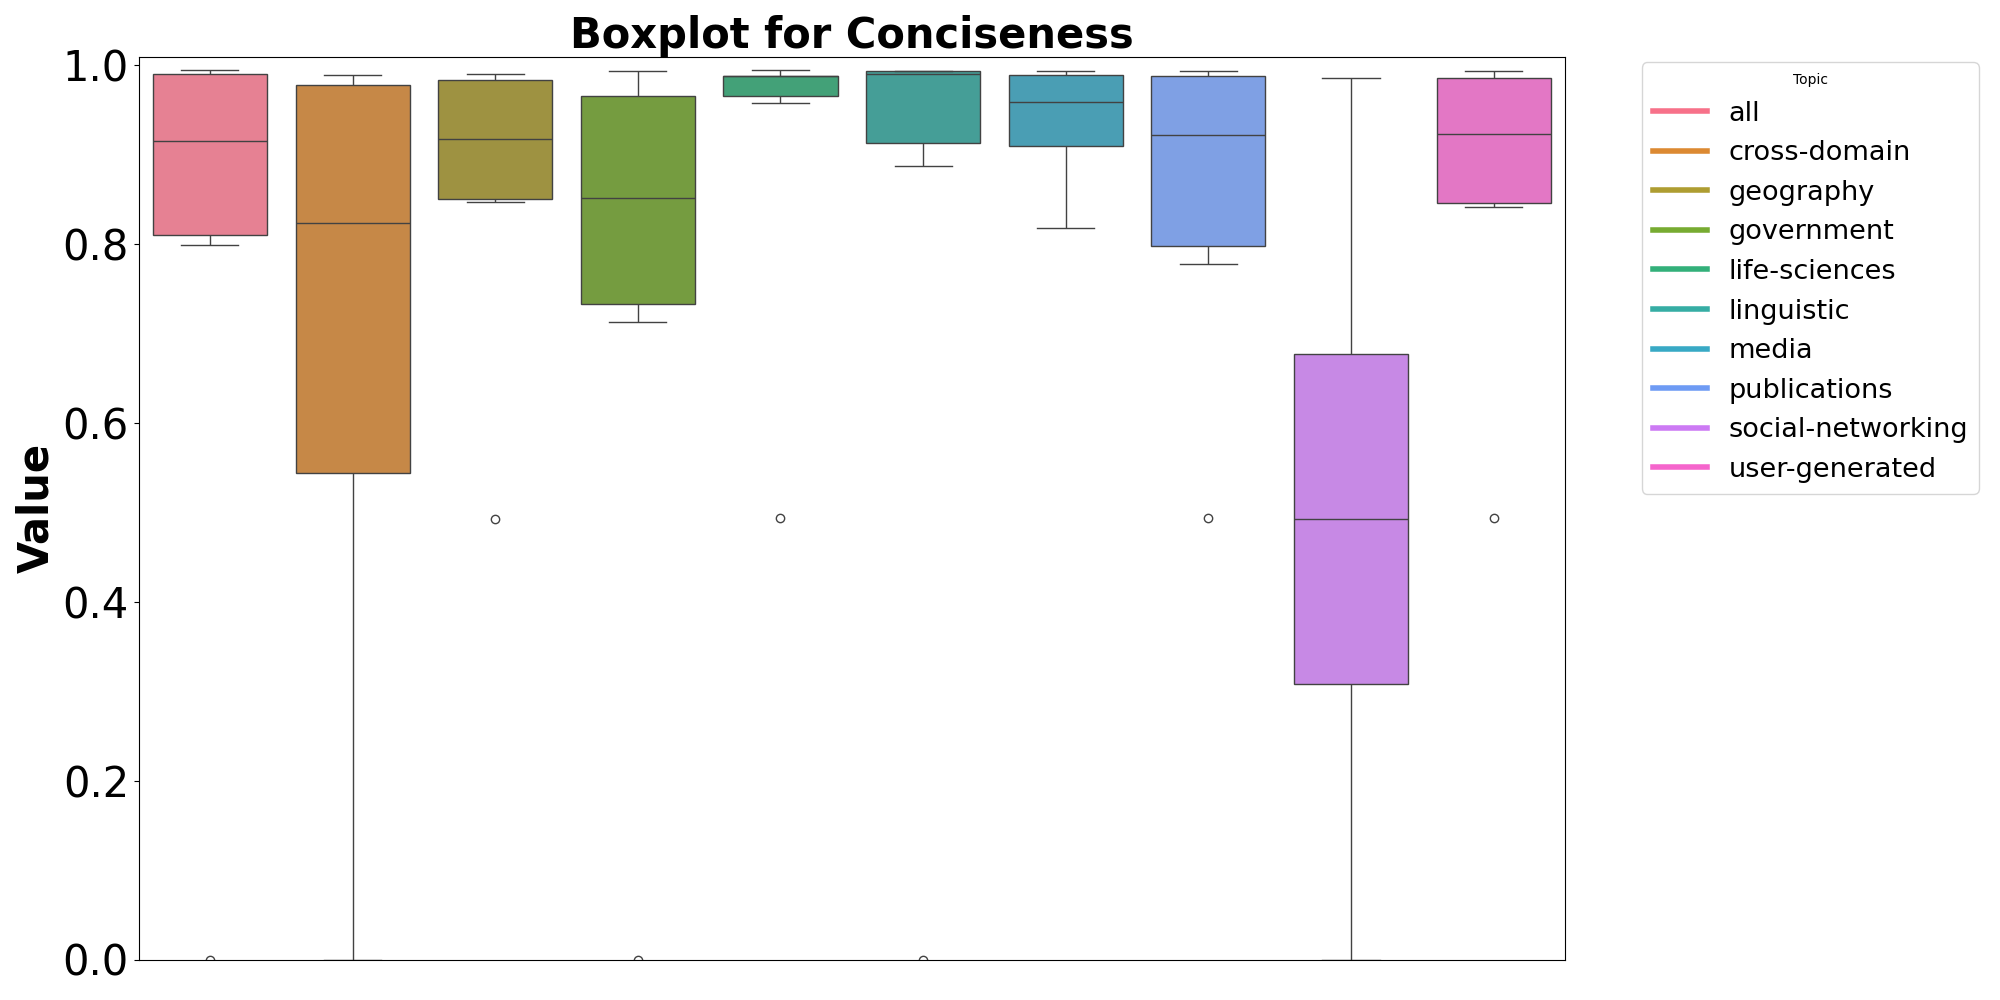 Boxplot for Conciseness
Value
1.0
0.8
0.6
0.4
0.2
0.0
Topic
all
cross-domain
geography
government
life-sciences
linguistic
media
publications
social-networking
user-generated